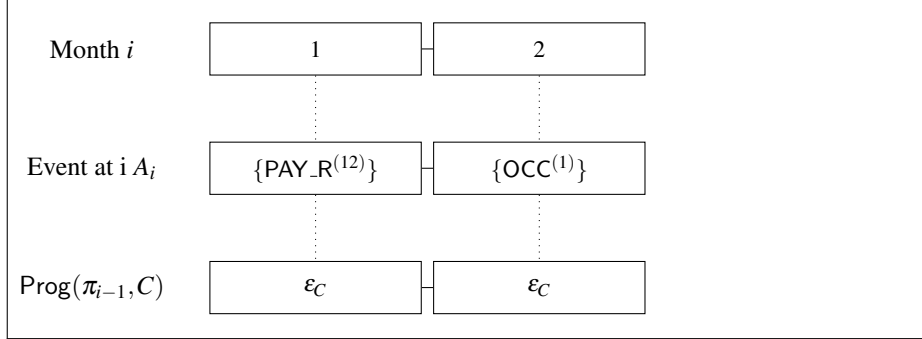 Month i 1 2
Event at i A_i {PAY_R^(12)} {OCC^(1)}
Prog(π_{i−1}, C) ε_C ε_C